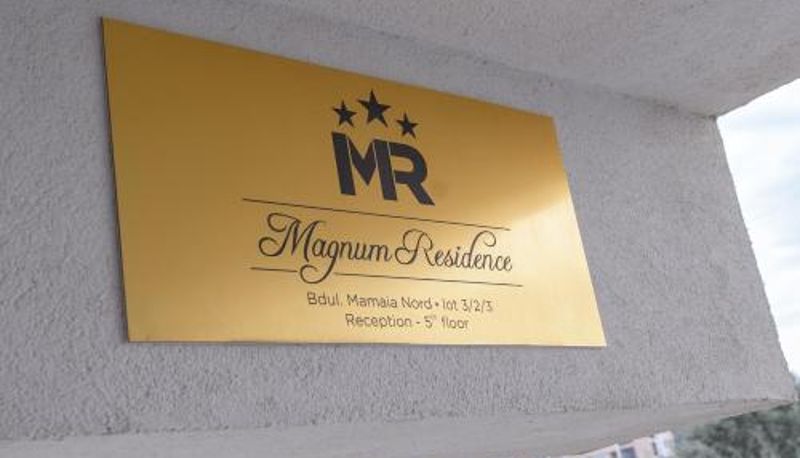 MR
Magnum Residence
Bdul. Mamaia Nord • lot 3/2/3
Reception - 5th floor